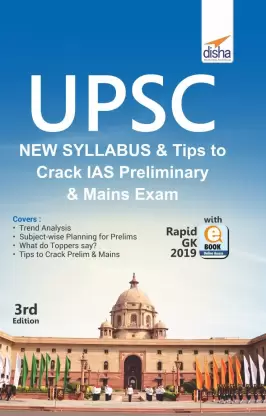 disha
UPSC
NEW SYLLABUS & Tips to
Crack IAS Preliminary
& Mains Exam
Covers :
• Trend Analysis
• Subject-wise Planning for Prelims
• What do Toppers say?
• Tips to Crack Prelim & Mains
with
Rapid
GK
2019
e
BOOK
3rd
Edition